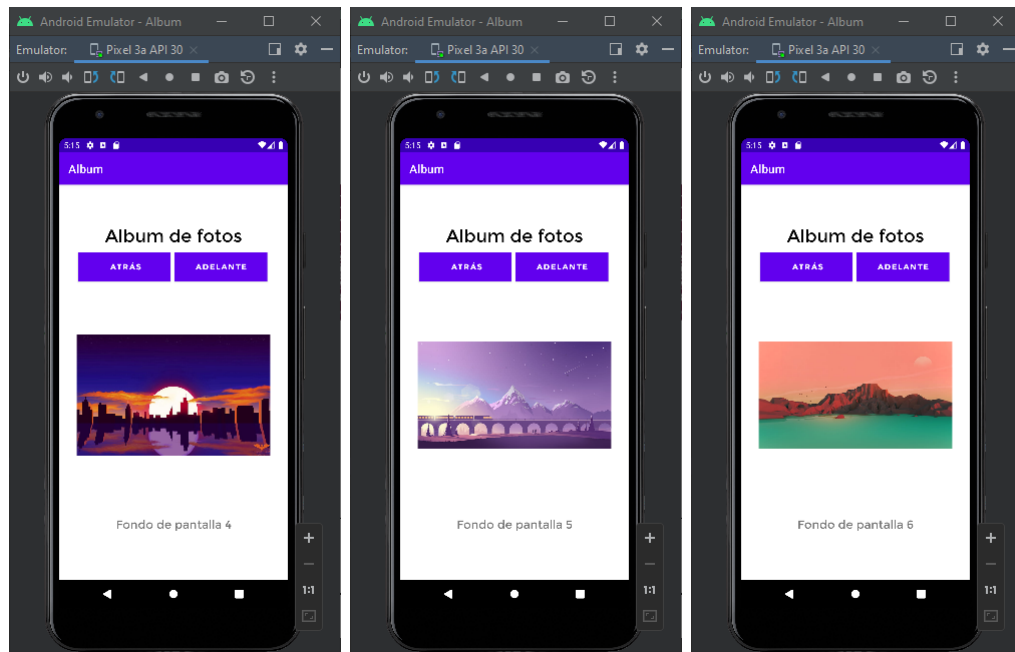 Android Emulator - Album
Emulator: Pixel 3a API 30
5:15
Album
Album de fotos
ATRÁS ADELANTE
Fondo de pantalla 4
1:1
Android Emulator - Album
Emulator: Pixel 3a API 30
5:15
Album
Album de fotos
ATRÁS ADELANTE
Fondo de pantalla 5
1:1
Android Emulator - Album
Emulator: Pixel 3a API 30
5:15
Album
Album de fotos
ATRÁS ADELANTE
Fondo de pantalla 6
1:1